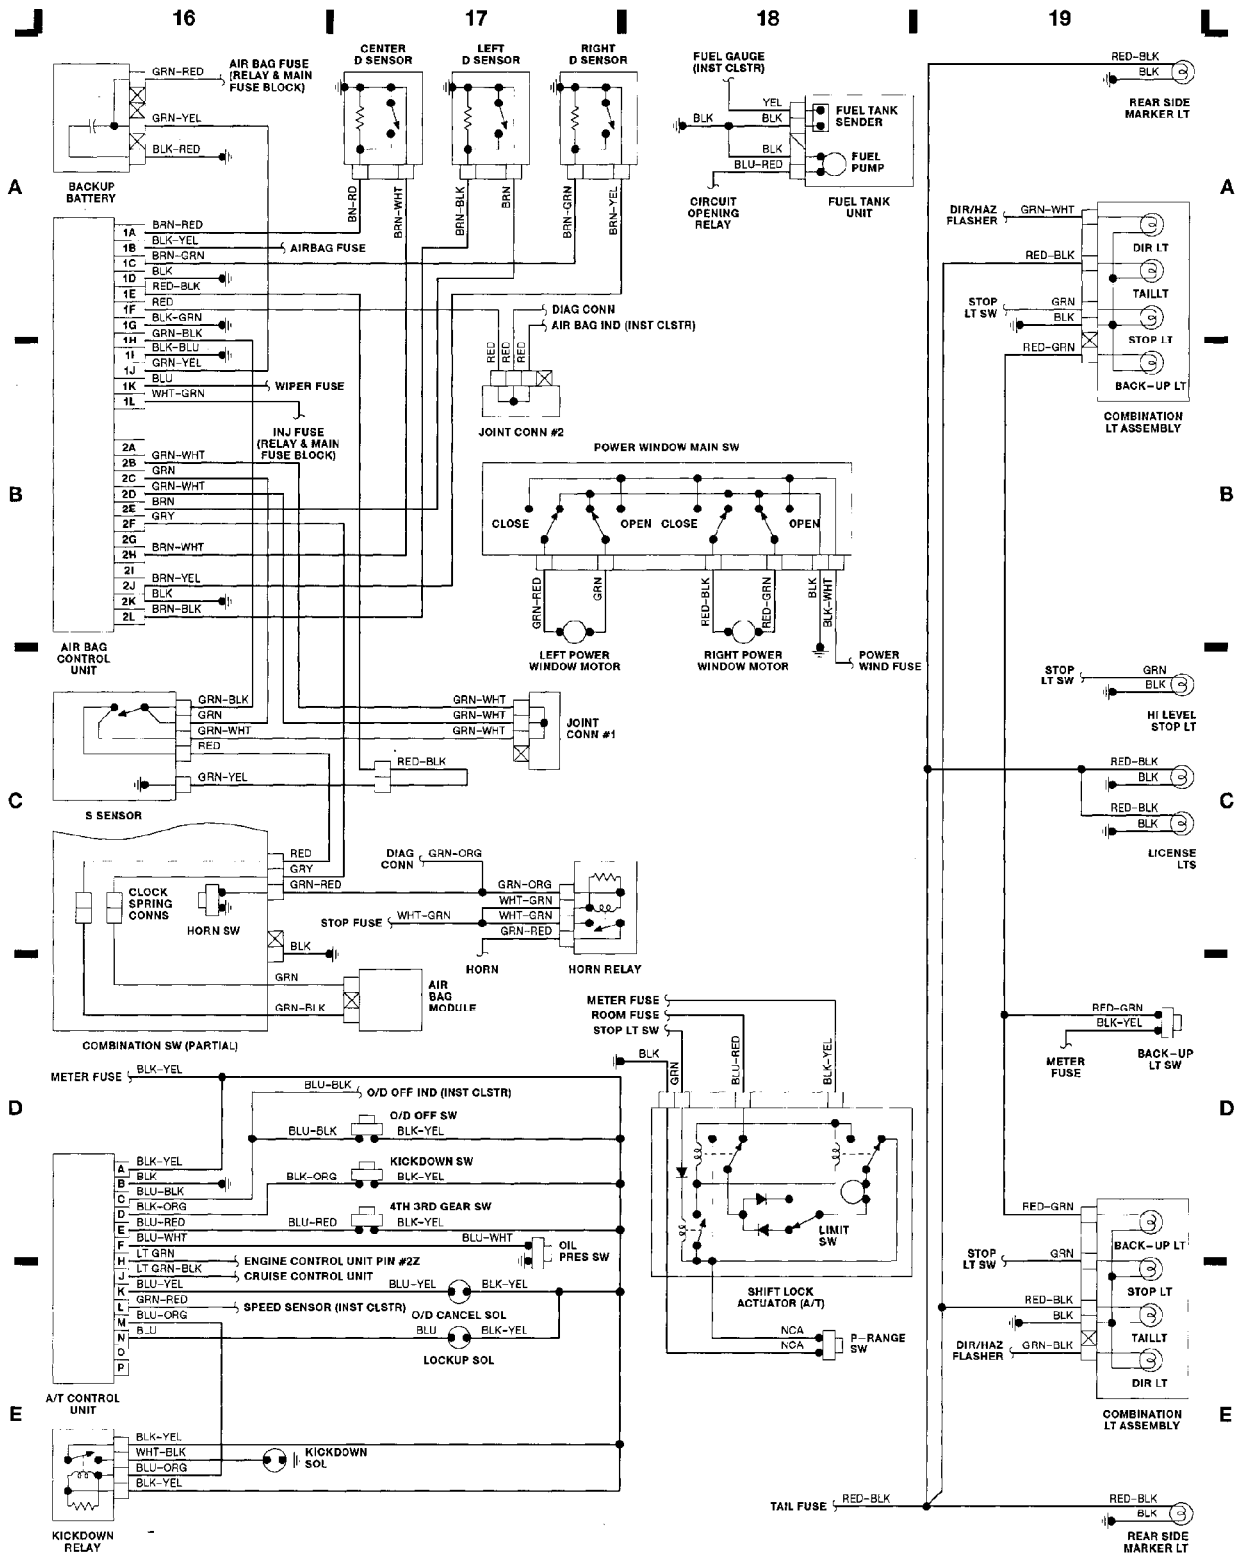 16 17 18 19
A
B
C
D
E
A
B
C
D
E
GRN-RED
AIR BAG FUSE
(RELAY & MAIN
FUSE BLOCK)
GRN-YEL
BLK-RED
BACKUP
BATTERY
CENTER
D SENSOR
LEFT
D SENSOR
RIGHT
D SENSOR
BN-RD
BRN-WHT
BRN-BLK
BRN
BRN-GRN
BRN-YEL
FUEL GAUGE
(INST CLSTR)
YEL
BLK
BLK
BLK
BLU-RED
FUEL TANK
SENDER
FUEL
PUMP
CIRCUIT
OPENING
RELAY
FUEL TANK
UNIT
1A BRN-RED
1B BLK-YEL
AIRBAG FUSE
1C BRN-GRN
1D BLK
1E RED-BLK
1F RED
1G BLK-GRN
1H GRN-BLK
1I BLK-BLU
1J GRN-YEL
1K BLU
WIPER FUSE
1L WHT-GRN
INJ FUSE
(RELAY & MAIN
FUSE BLOCK)
2A
2B GRN-WHT
2C GRN
2D GRN-WHT
2E BRN
2F GRY
2G
2H BRN-WHT
2I
2J BRN-YEL
2K BLK
2L BRN-BLK
AIR BAG
CONTROL
UNIT
DIAG CONN
AIR BAG IND (INST CLSTR)
RED
RED
RED
JOINT CONN #2
POWER WINDOW MAIN SW
CLOSE
OPEN
CLOSE
OPEN
GRN-RED
GRN
RED-BLK
RED-GRN
BLK
BLK-WHT
LEFT POWER
WINDOW MOTOR
RIGHT POWER
WINDOW MOTOR
POWER
WIND FUSE
GRN-BLK
GRN
GRN-WHT
RED
GRN-YEL
S SENSOR
GRN-WHT
GRN-WHT
GRN-WHT
JOINT
CONN #1
RED-BLK
RED
GRY
GRN-RED
CLOCK
SPRING
CONNS
HORN SW
BLK
GRN
GRN-BLK
AIR
BAG
MODULE
COMBINATION SW (PARTIAL)
DIAG
CONN
GRN-ORG
STOP FUSE
WHT-GRN
GRN-ORG
WHT-GRN
WHT-GRN
GRN-RED
HORN
HORN RELAY
METER FUSE
ROOM FUSE
STOP LT SW
BLK
GRN
BLU-RED
BLK-YEL
LIMIT
SW
SHIFT LOCK
ACTUATOR (A/T)
NCA
NCA
P-RANGE
SW
METER FUSE
BLK-YEL
BLU-BLK
O/D OFF IND (INST CLSTR)
O/D OFF SW
BLU-BLK
BLK-YEL
KICKDOWN SW
BLK-ORG
BLK-YEL
4TH 3RD GEAR SW
BLU-RED
BLK-YEL
BLU-WHT
OIL
PRES SW
A BLK-YEL
B BLK
C BLU-BLK
D BLK-ORG
E BLU-RED
F BLU-WHT
H LT GRN
ENGINE CONTROL UNIT PIN #2Z
J LT GRN-BLK
CRUISE CONTROL UNIT
K BLU-YEL
L GRN-RED
SPEED SENSOR (INST CLSTR)
M BLU-ORG
N BLU
O
P
BLU-YEL
BLK-YEL
O/D CANCEL SOL
BLU
BLK-YEL
LOCKUP SOL
A/T CONTROL
UNIT
BLK-YEL
WHT-BLK
BLU-ORG
BLK-YEL
KICKDOWN
SOL
KICKDOWN
RELAY
RED-BLK
BLK
REAR SIDE
MARKER LT
DIR/HAZ
FLASHER
GRN-WHT
RED-BLK
STOP
LT SW
GRN
BLK
RED-GRN
DIR LT
TAILLT
STOP LT
BACK-UP LT
COMBINATION
LT ASSEMBLY
STOP
LT SW
GRN
BLK
HI LEVEL
STOP LT
RED-BLK
BLK
RED-BLK
BLK
LICENSE
LTS
RED-GRN
BLK-YEL
METER
FUSE
BACK-UP
LT SW
RED-GRN
STOP
LT SW
GRN
RED-BLK
BLK
DIR/HAZ
FLASHER
GRN-BLK
BACK-UP LT
STOP LT
TAILLT
DIR LT
COMBINATION
LT ASSEMBLY
TAIL FUSE
RED-BLK
RED-BLK
BLK
REAR SIDE
MARKER LT